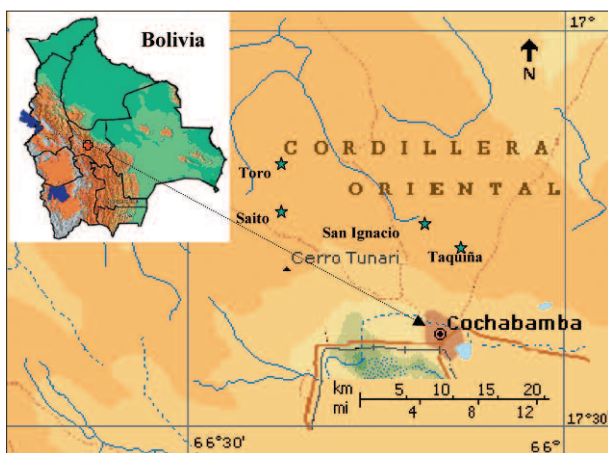 Bolivia
17°
N
CORDILLERA
ORIENTAL
Toro
Saito
San Ignacio
Taquiña
Cerro Tunari
Cochabamba
km 5 10 15 20
mi 4 8 12
17°30
66°30'
66°